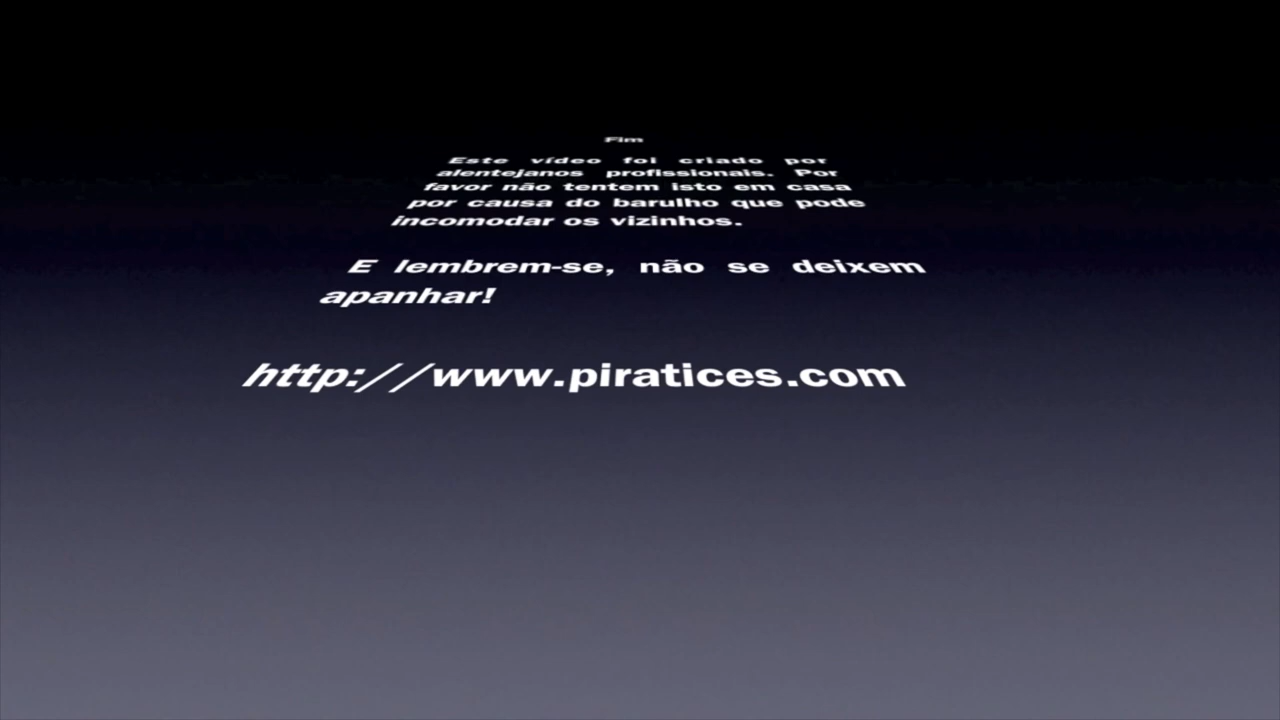 Fim
Este vídeo foi criado por
alentejanos profissionais. Por
favor não tentem isto em casa
por causa do barulho que pode
incomodar os vizinhos.
E lembrem-se, não se deixem
apanhar!
http://www.piratices.com